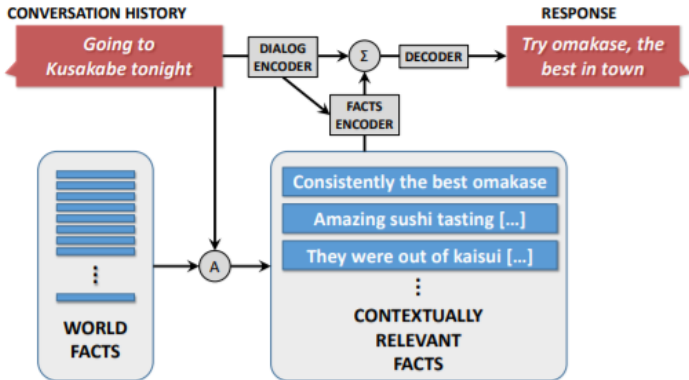 CONVERSATION HISTORY
RESPONSE
Going to
Kusakabe tonight
DIALOG
ENCODER
Σ
DECODER
Try omakase, the
best in town
FACTS
ENCODER
Consistently the best omakase
Amazing sushi tasting […]
They were out of kaisui […]
A
WORLD
FACTS
CONTEXTUALLY
RELEVANT
FACTS